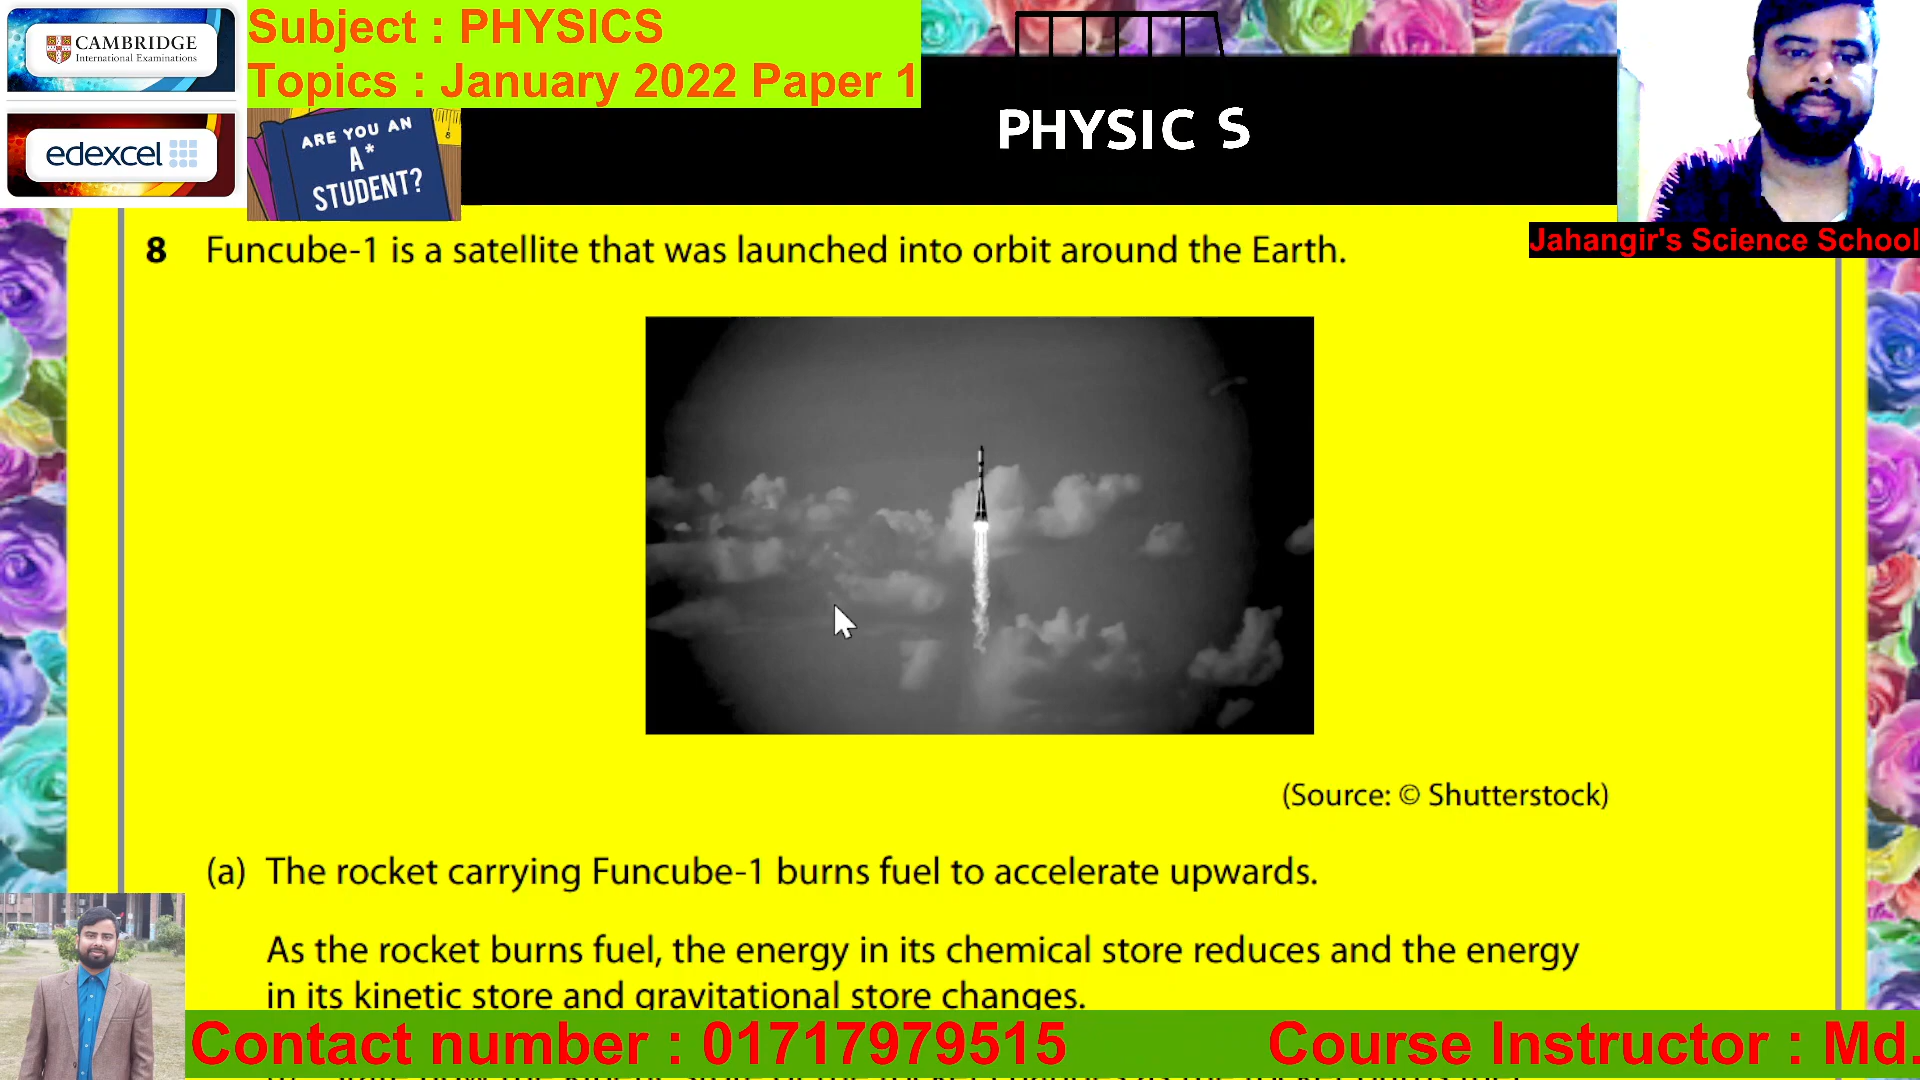 CAMBRIDGE
International Examinations
edexcel
Subject : PHYSICS
Topics : January 2022 Paper 1
ARE YOU AN
A*
STUDENT?
PHYSIC S
Jahangir's Science School
8 Funcube-1 is a satellite that was launched into orbit around the Earth.
(Source: © Shutterstock)
(a) The rocket carrying Funcube-1 burns fuel to accelerate upwards.
As the rocket burns fuel, the energy in its chemical store reduces and the energy
in its kinetic store and gravitational store changes.
Contact number : 01717979515 Course Instructor : Md.